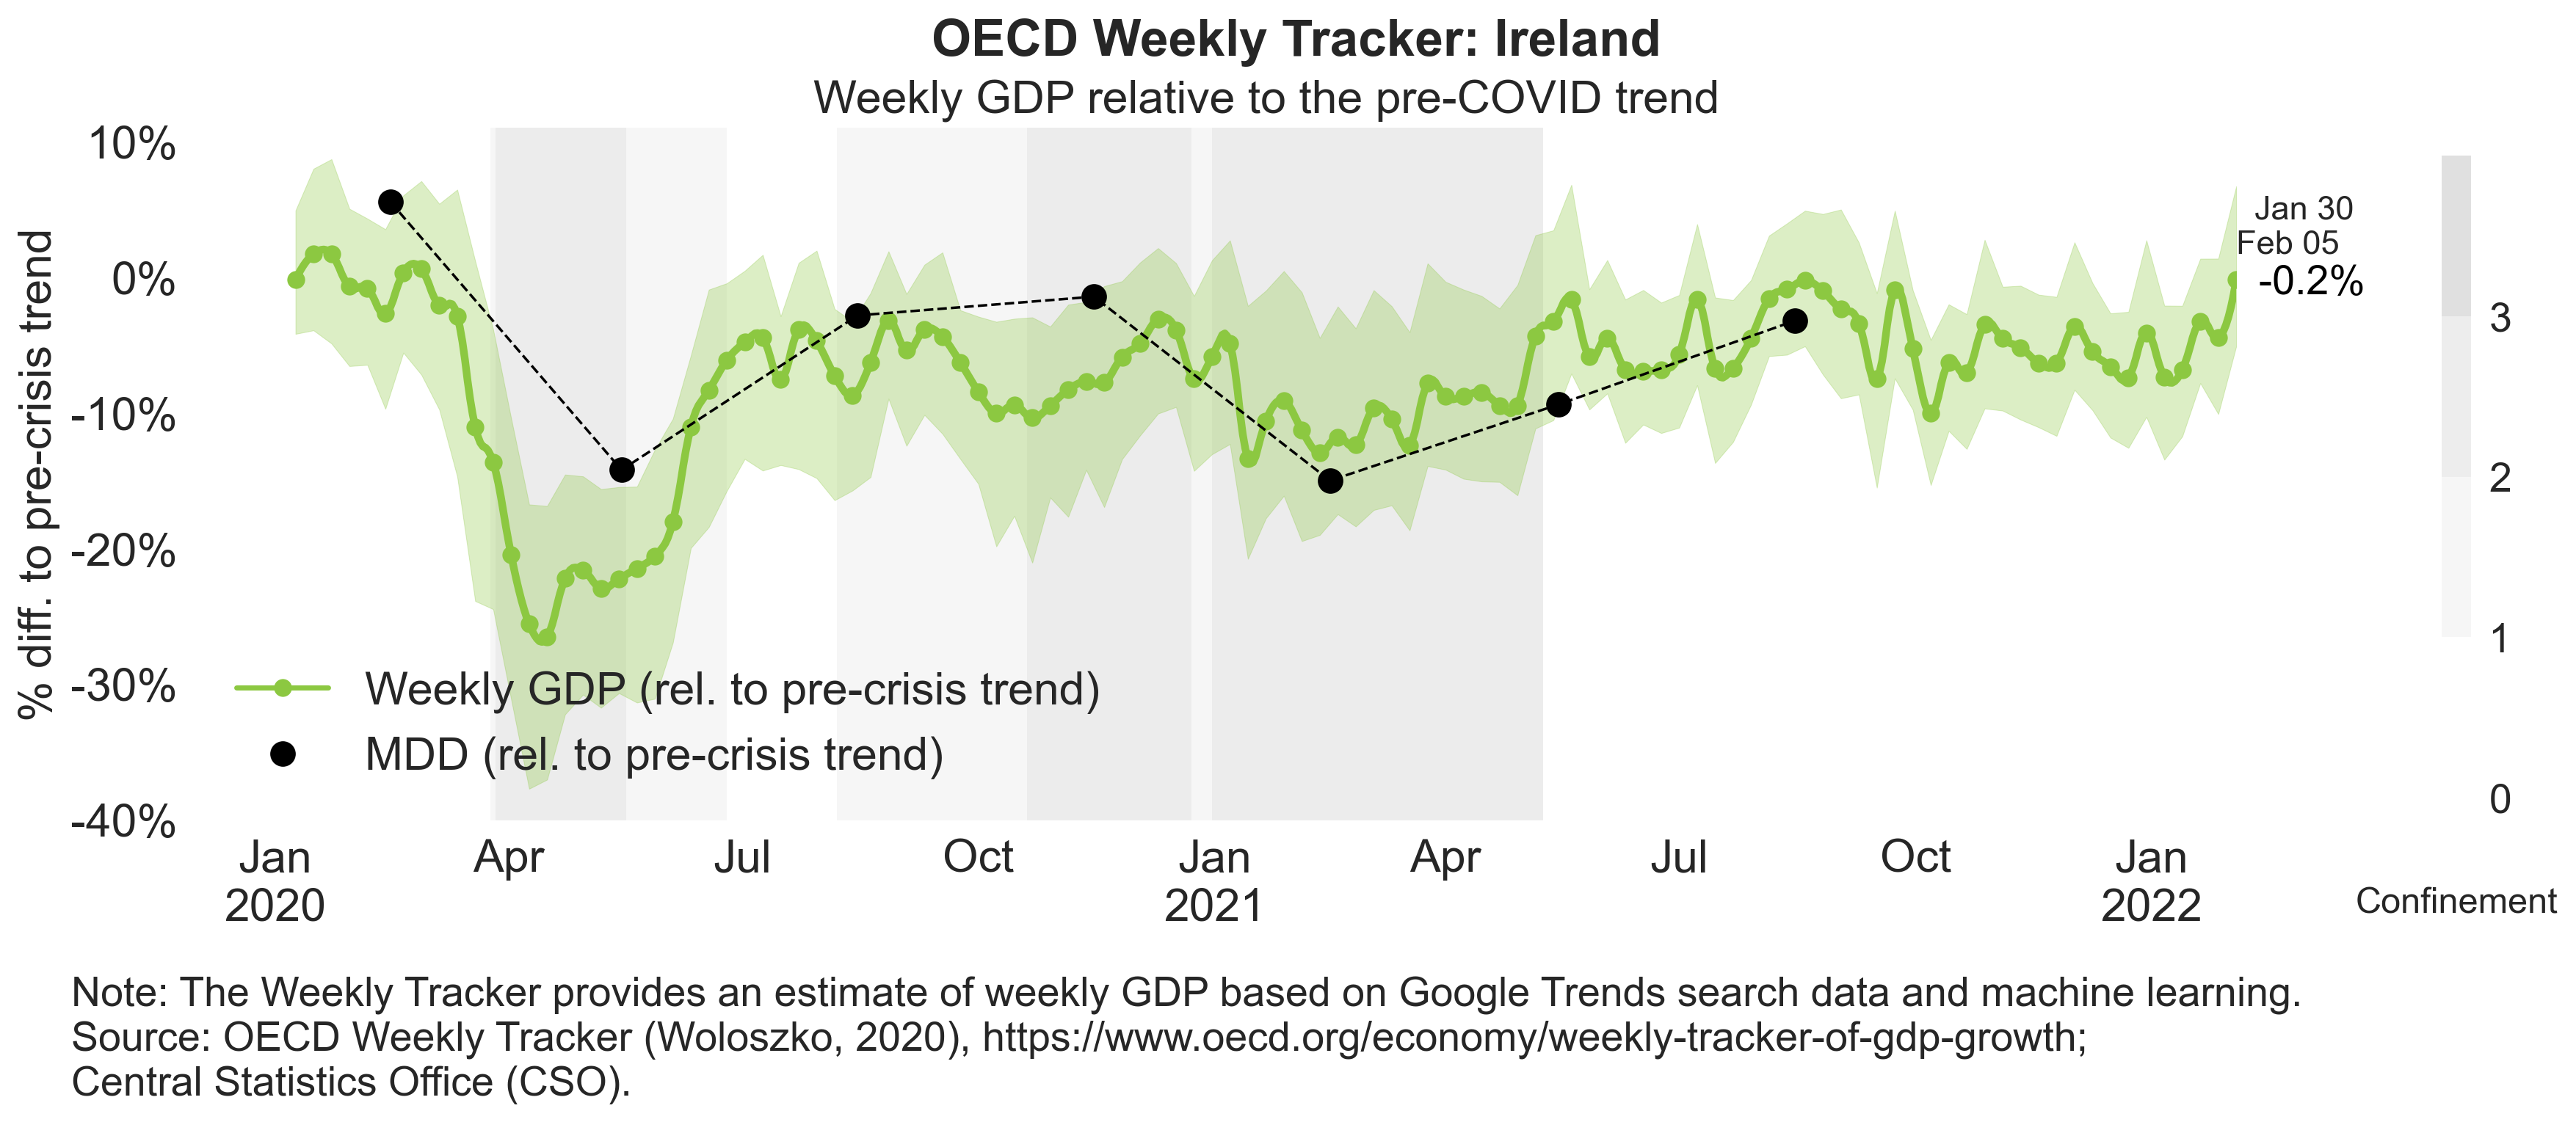 OECD Weekly Tracker: Ireland
Weekly GDP relative to the pre-COVID trend
% diff. to pre-crisis trend
10%
0%
-10%
-20%
-30%
-40%
Jan 30
Feb 05
-0.2%
3
2
1
0
Weekly GDP (rel. to pre-crisis trend)
MDD (rel. to pre-crisis trend)
Jan Apr Jul Oct Jan Apr Jul Oct Jan
2020 2021 2022
Confinement
Note: The Weekly Tracker provides an estimate of weekly GDP based on Google Trends search data and machine learning.
Source: OECD Weekly Tracker (Woloszko, 2020), https://www.oecd.org/economy/weekly-tracker-of-gdp-growth;
Central Statistics Office (CSO).